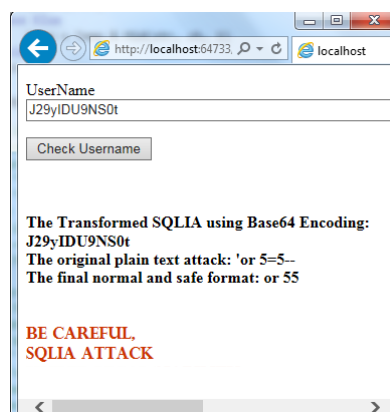 http://localhost:64733,
localhost
UserName
J29yIDU9NS0t
Check Username
The Transformed SQLIA using Base64 Encoding:
J29yIDU9NS0t
The original plain text attack: 'or 5=5--
The final normal and safe format: or 55
BE CAREFUL,
SQLIA ATTACK